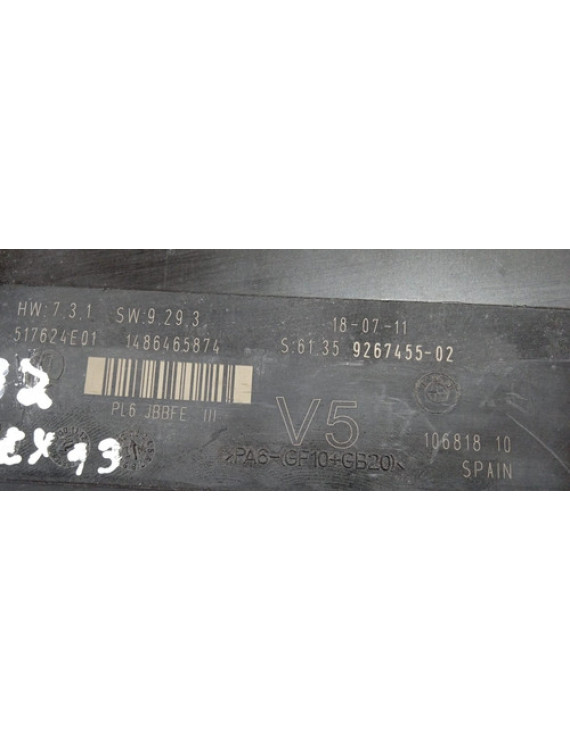 HW:7.3.1 SW:9.29.3
18-07-11
517624E01 1486465874
S:61.35 9267455-02
PL6 JBBFE III
V5
106818 10
>PA6-(GF10+GB20)<
SPAIN